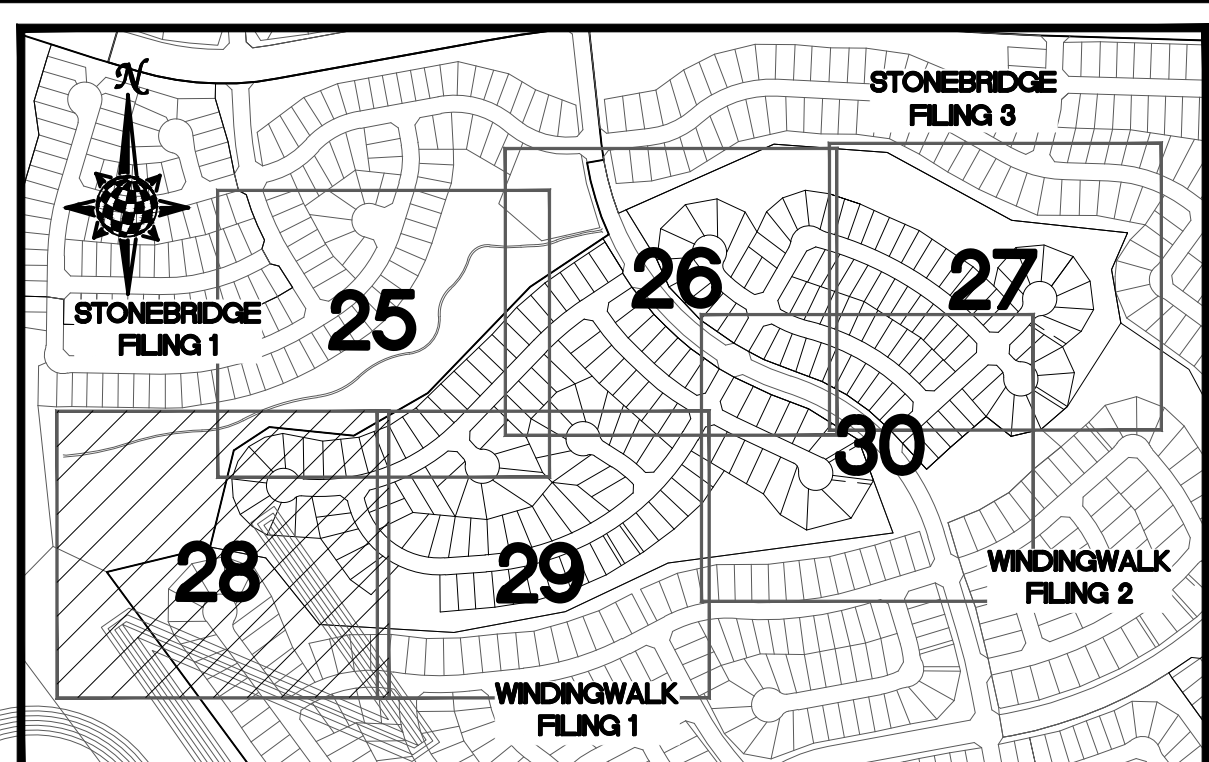 N
STONEBRIDGE
FILING 3
26
27
25
STONEBRIDGE
FILING 1
30
28
29
WINDINGWALK
FILING 2
WINDINGWALK
FILING 1